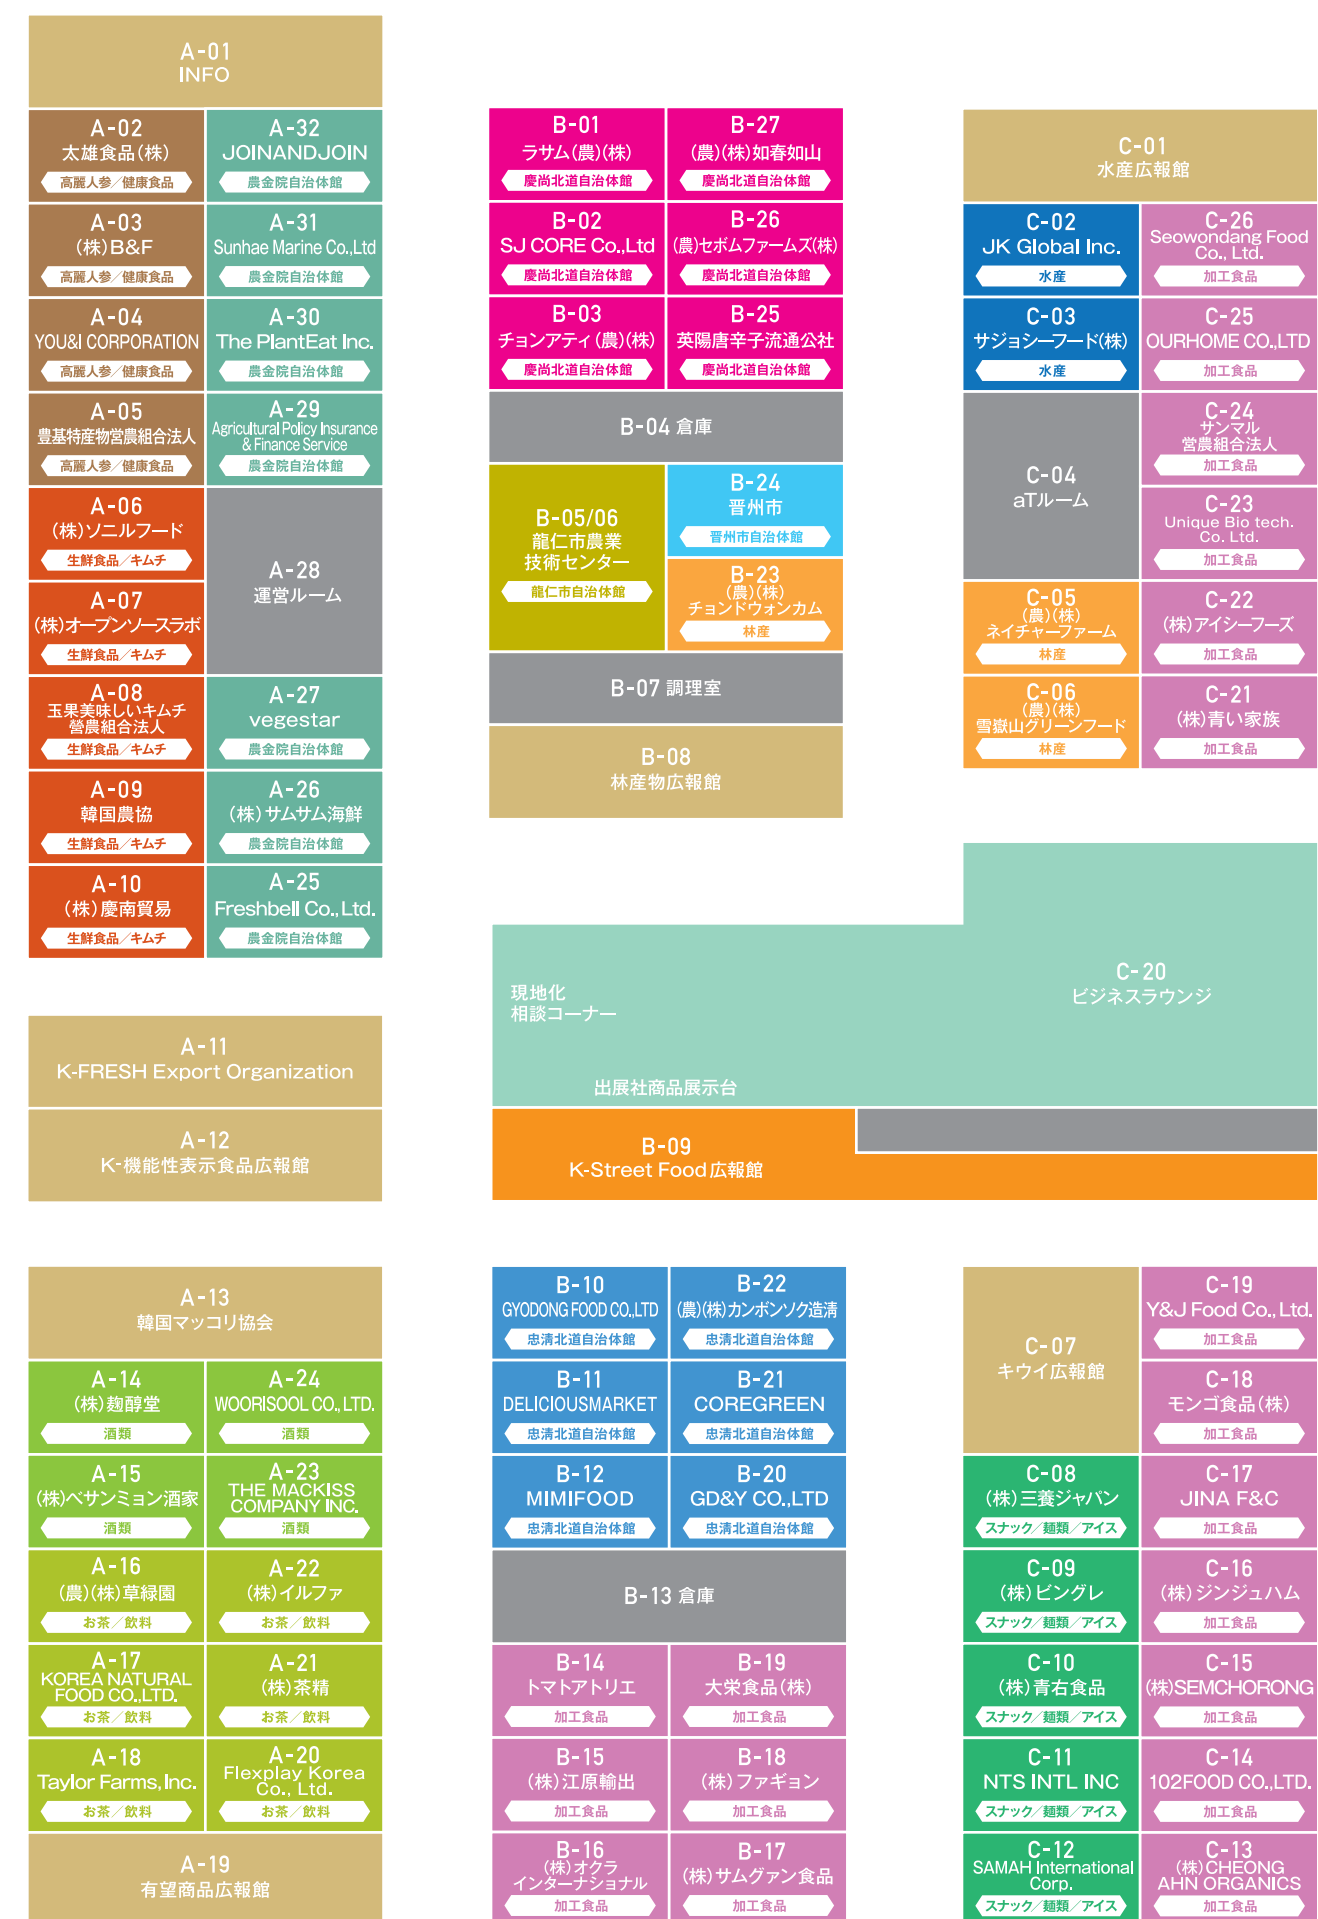 A-01
INFO
A-02
太雄食品(株)
高麗人参/健康食品
A-32
JOINANDJOIN
農金院自治体館
A-03
(株)B&F
高麗人参/健康食品
A-31
Sunhae Marine Co.,Ltd
農金院自治体館
A-04
YOU&I CORPORATION
高麗人参/健康食品
A-30
The PlantEat Inc.
農金院自治体館
A-05
豊基特産物営農組合法人
高麗人参/健康食品
A-29
Agricultural Policy Insurance
& Finance Service
農金院自治体館
A-06
(株)ソニルフード
生鮮食品/キムチ
A-28
運営ルーム
A-07
(株)オープンソースラボ
生鮮食品/キムチ
A-08
玉果美味しいキムチ
營農組合法人
生鮮食品/キムチ
A-27
vegestar
農金院自治体館
A-09
韓国農協
生鮮食品/キムチ
A-26
(株)サムサム海鮮
農金院自治体館
A-10
(株)慶南貿易
生鮮食品/キムチ
A-25
Freshbell Co., Ltd.
農金院自治体館
A-11
K-FRESH Export Organization
A-12
K-機能性表示食品広報館
A-13
韓国マッコリ協会
A-14
(株)麹醇堂
酒類
A-24
WOORISOOL CO., LTD.
酒類
A-15
(株)ベサンミョン酒家
酒類
A-23
THE MACKISS
COMPANY INC.
酒類
A-16
(農)(株)草緑園
お茶/飲料
A-22
(株)イルファ
お茶/飲料
A-17
KOREA NATURAL
FOOD CO.,LTD.
お茶/飲料
A-21
(株)茶精
お茶/飲料
A-18
Taylor Farms, Inc.
お茶/飲料
A-20
Flexplay Korea
Co., Ltd.
お茶/飲料
A-19
有望商品広報館
B-01
ラサム(農)(株)
慶尚北道自治体館
B-27
(農)(株)如春如山
慶尚北道自治体館
B-02
SJ CORE Co.,Ltd
慶尚北道自治体館
B-26
(農)セボムファームズ(株)
慶尚北道自治体館
B-03
チョンアティ(農)(株)
慶尚北道自治体館
B-25
英陽唐辛子流通公社
慶尚北道自治体館
B-04 倉庫
B-05/06
龍仁市農業
技術センター
龍仁市自治体館
B-24
晋州市
晋州市自治体館
B-23
(農)(株)
チョンドウォンカム
林産
B-07 調理室
B-08
林産物広報館
現地化
相談コーナー
出展社商品展示台
C-20
ビジネスラウンジ
B-09
K-Street Food 広報館
B-10
GYODONG FOOD CO.,LTD
忠清北道自治体館
B-22
(農)(株)カンボンソク造清
忠清北道自治体館
B-11
DELICIOUSMARKET
忠清北道自治体館
B-21
COREGREEN
忠清北道自治体館
B-12
MIMIFOOD
忠清北道自治体館
B-20
GD&Y CO.,LTD
忠清北道自治体館
B-13 倉庫
B-14
トマトアトリエ
加工食品
B-19
大栄食品(株)
加工食品
B-15
(株)江原輸出
加工食品
B-18
(株)ファギョン
加工食品
B-16
(株)オクラ
インターナショナル
加工食品
B-17
(株)サムグァン食品
加工食品
C-01
水産広報館
C-02
JK Global Inc.
水産
C-26
Seowondang Food
Co., Ltd.
加工食品
C-03
サジョシーフード(株)
水産
C-25
OURHOME CO.,LTD
加工食品
C-04
aTルーム
C-24
サンマル
営農組合法人
加工食品
C-23
Unique Bio tech.
Co. Ltd.
加工食品
C-05
(農)(株)
ネイチャーファーム
林産
C-22
(株)アイシーフーズ
加工食品
C-06
(農)(株)
雪嶽山グリーンフード
林産
C-21
(株)青い家族
加工食品
C-07
キウイ広報館
C-19
Y&J Food Co., Ltd.
加工食品
C-18
モンゴ食品(株)
加工食品
C-08
(株)三養ジャパン
スナック/麺類/アイス
C-17
JINA F&C
加工食品
C-09
(株)ビングレ
スナック/麺類/アイス
C-16
(株)ジンジュハム
加工食品
C-10
(株)青右食品
スナック/麺類/アイス
C-15
(株)SEMCHORONG
加工食品
C-11
NTS INTL INC
スナック/麺類/アイス
C-14
102FOOD CO.,LTD.
加工食品
C-12
SAMAH International
Corp.
スナック/麺類/アイス
C-13
(株)CHEONG
AHN ORGANICS
加工食品